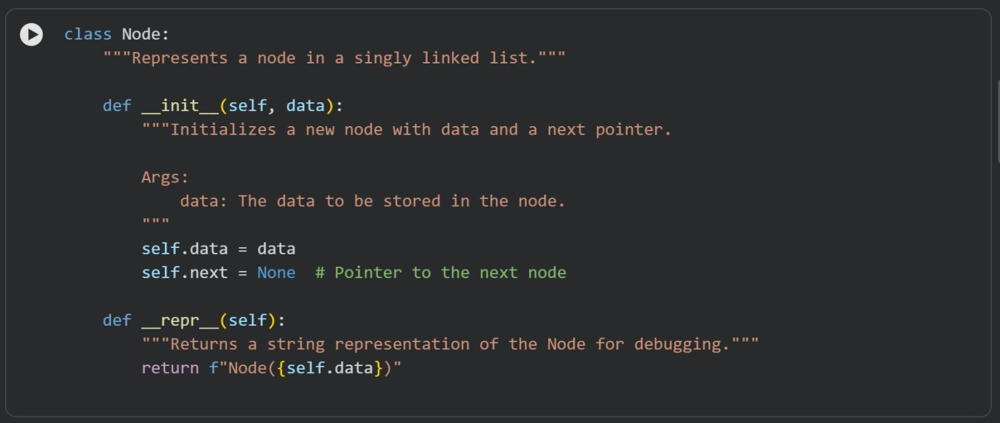 class Node:
    """Represents a node in a singly linked list."""
    def __init__(self, data):
        """Initializes a new node with data and a next pointer.
        Args:
            data: The data to be stored in the node.
        """
        self.data = data
        self.next = None  # Pointer to the next node
    def __repr__(self):
        """Returns a string representation of the Node for debugging."""
        return f"Node({self.data})"